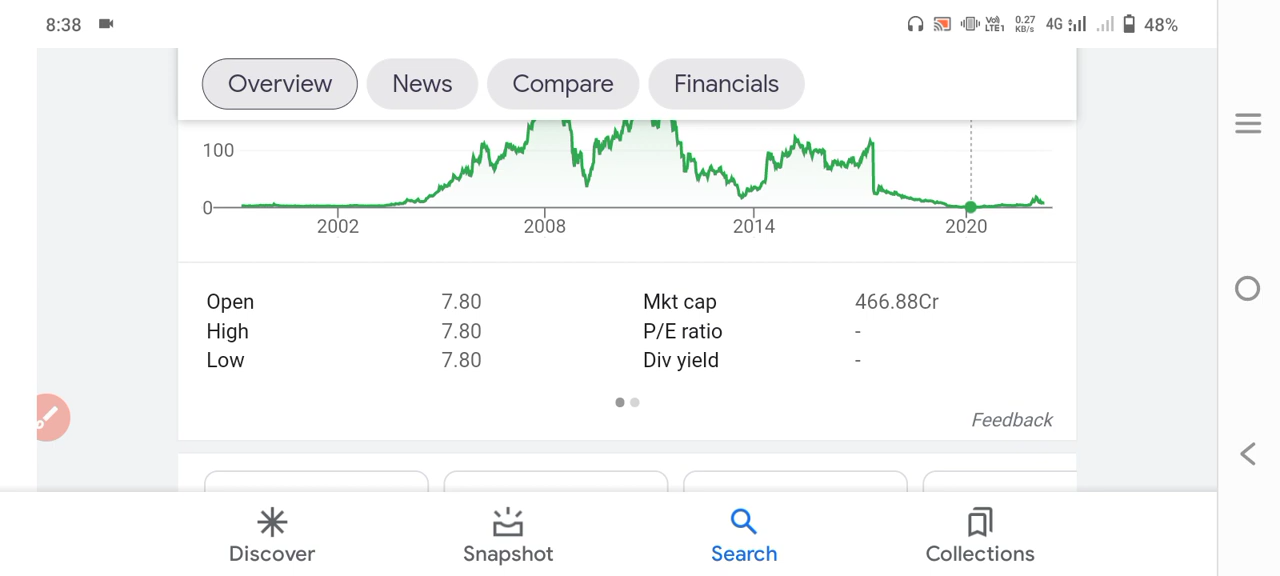 8:38 Vo) LTE1 0.27 KB/s 4G 48%
Overview News Compare Financials
100
0
2002 2008 2014 2020
Open 7.80 Mkt cap 466.88Cr
High 7.80 P/E ratio -
Low 7.80 Div yield -
Feedback
Discover Snapshot Search Collections